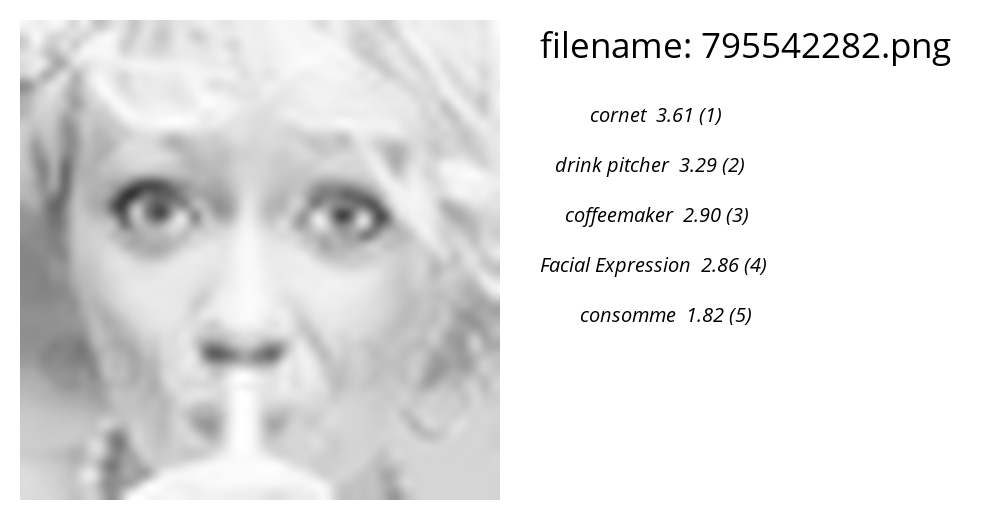 filename: 795542282.png
cornet 3.61 (1)
drink pitcher 3.29 (2)
coffeemaker 2.90 (3)
Facial Expression 2.86 (4)
consomme 1.82 (5)